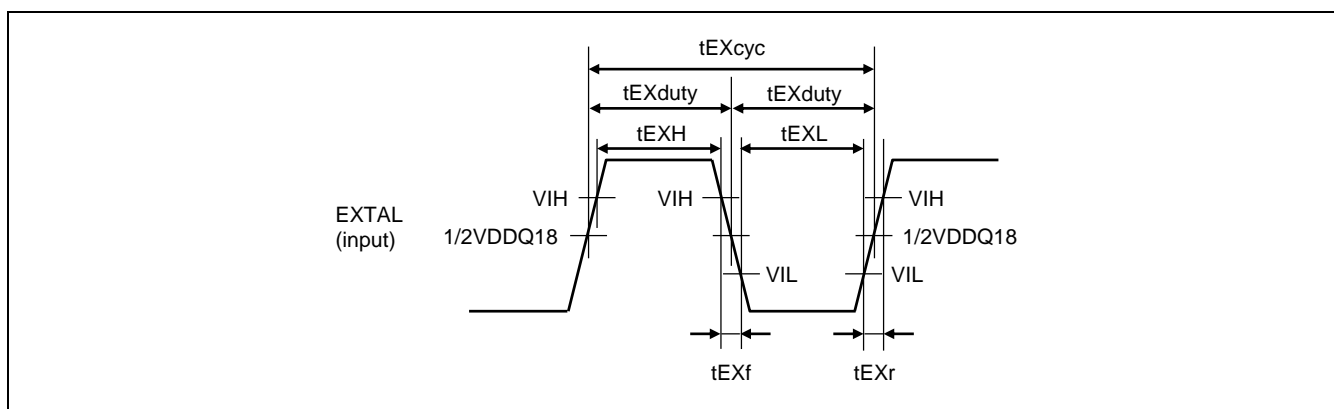 tEXcyc
tEXduty tEXduty
tEXH tEXL
VIH VIH VIH
EXTAL
(input)
1/2VDDQ18 1/2VDDQ18
VIL VIL
tEXf tEXr